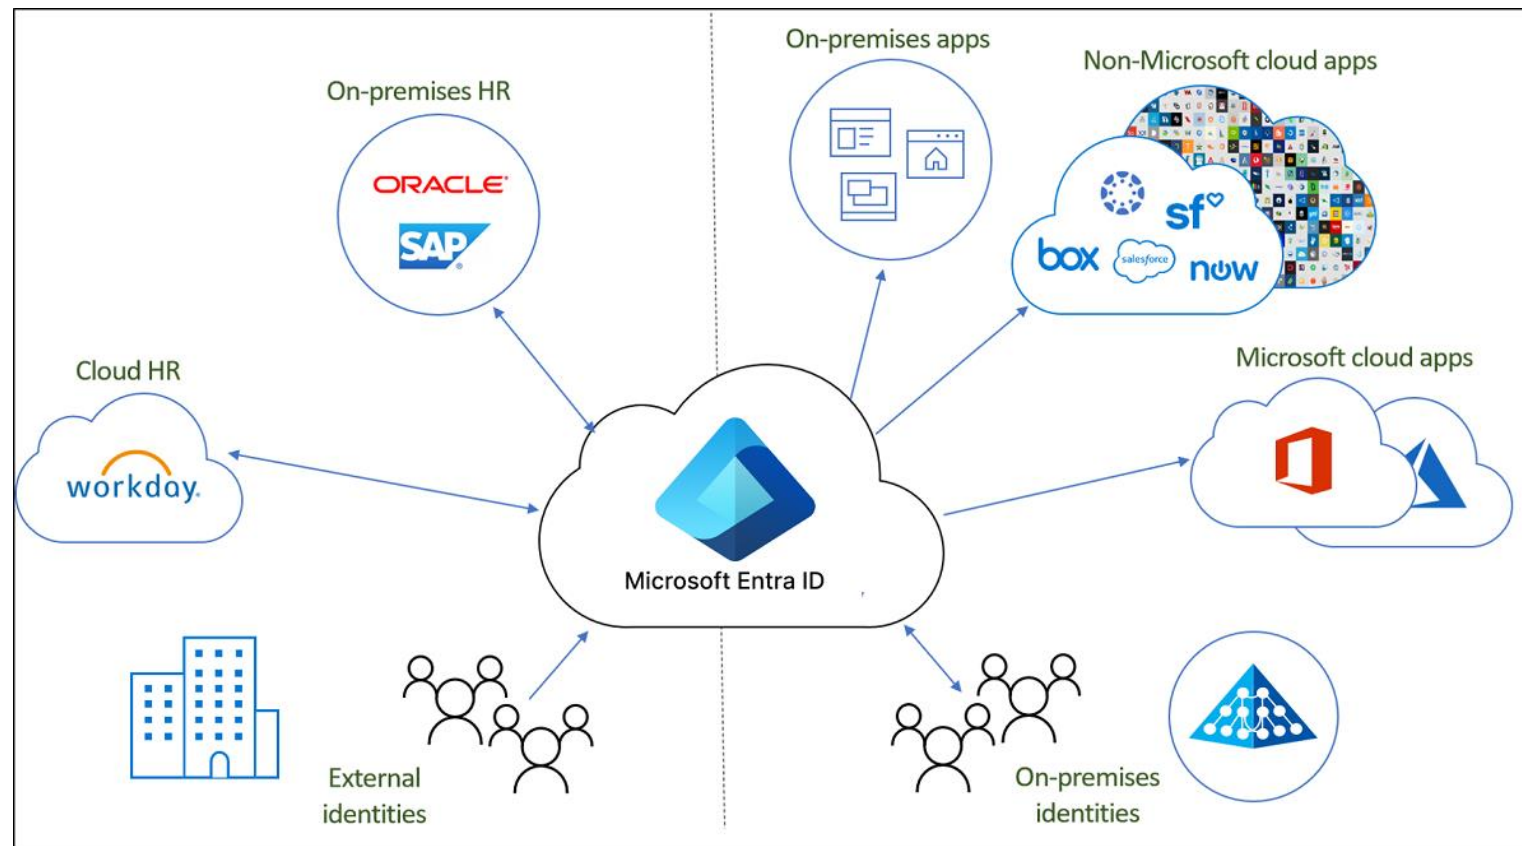 On-premises apps
Non-Microsoft cloud apps
On-premises HR
ORACLE
SAP
sf
box
salesforce
now
Cloud HR
workday.
Microsoft cloud apps
Microsoft Entra ID
External
identities
On-premises
identities